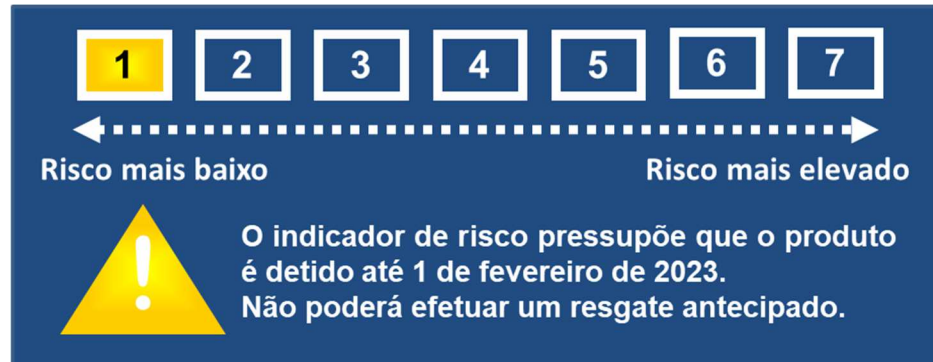 1 2 3 4 5 6 7
Risco mais baixo Risco mais elevado
! O indicador de risco pressupõe que o produto
é detido até 1 de fevereiro de 2023.
Não poderá efetuar um resgate antecipado.